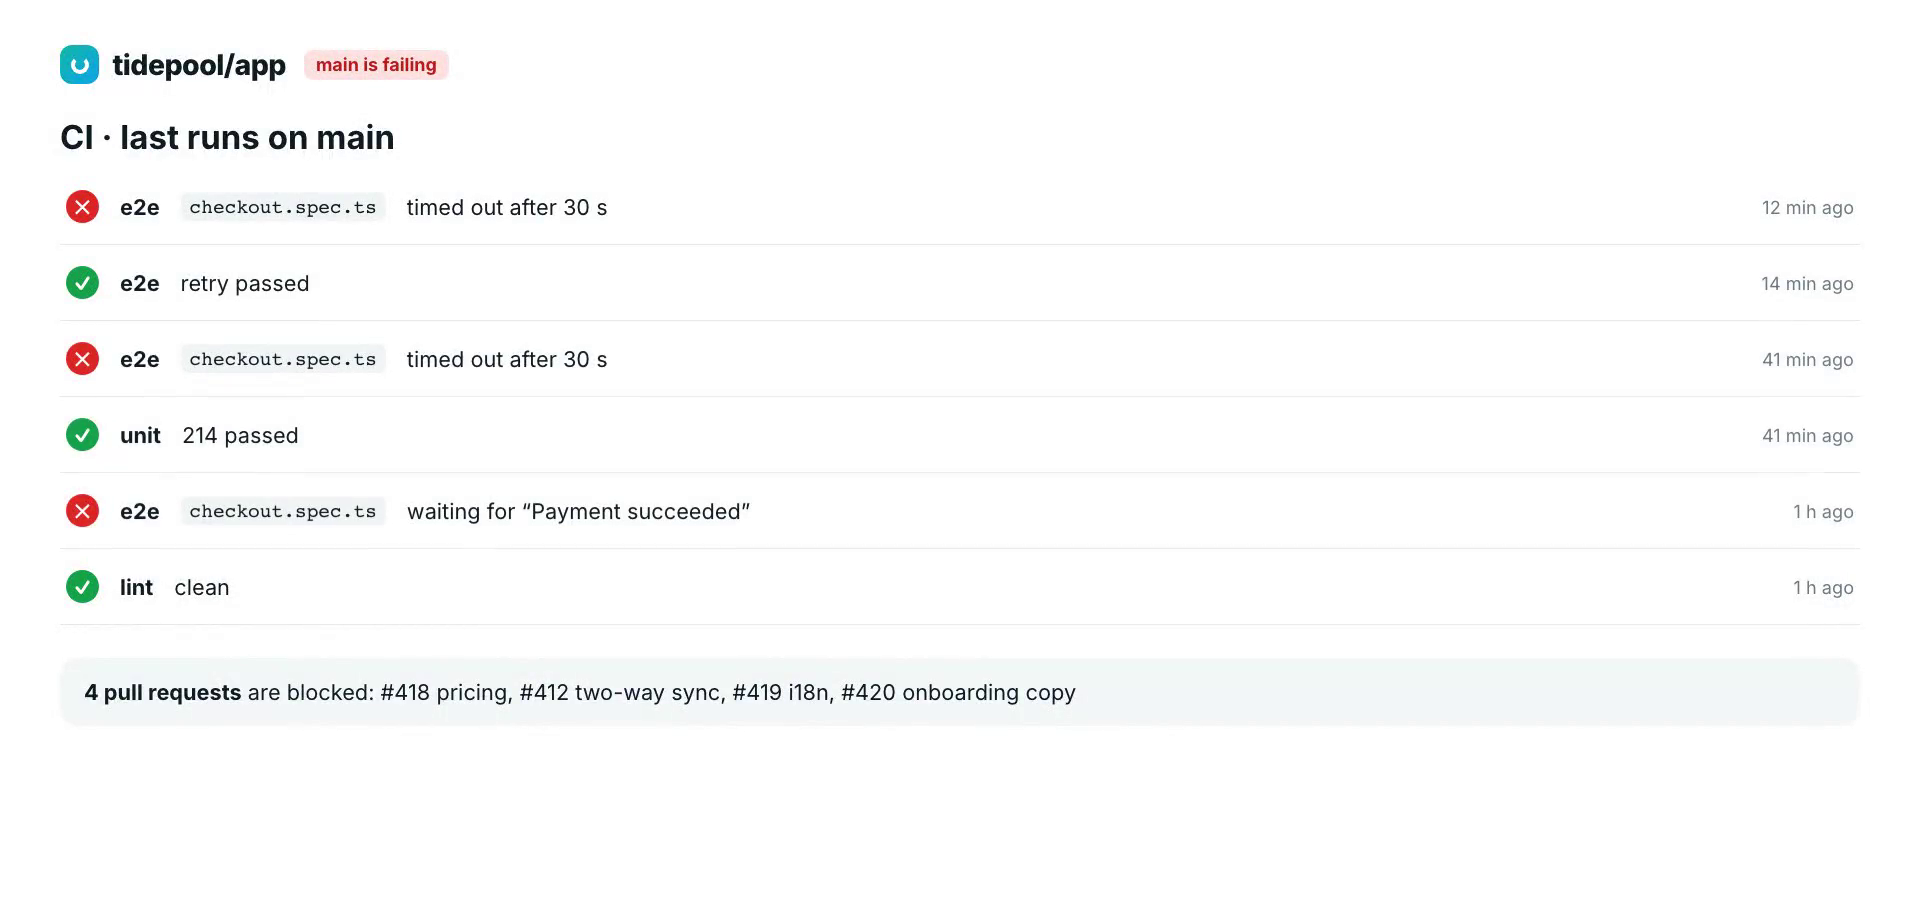 tidepool/app main is failing
CI · last runs on main
e2e checkout.spec.ts timed out after 30 s 12 min ago
e2e retry passed 14 min ago
e2e checkout.spec.ts timed out after 30 s 41 min ago
unit 214 passed 41 min ago
e2e checkout.spec.ts waiting for “Payment succeeded” 1 h ago
lint clean 1 h ago
4 pull requests are blocked: #418 pricing, #412 two-way sync, #419 i18n, #420 onboarding copy